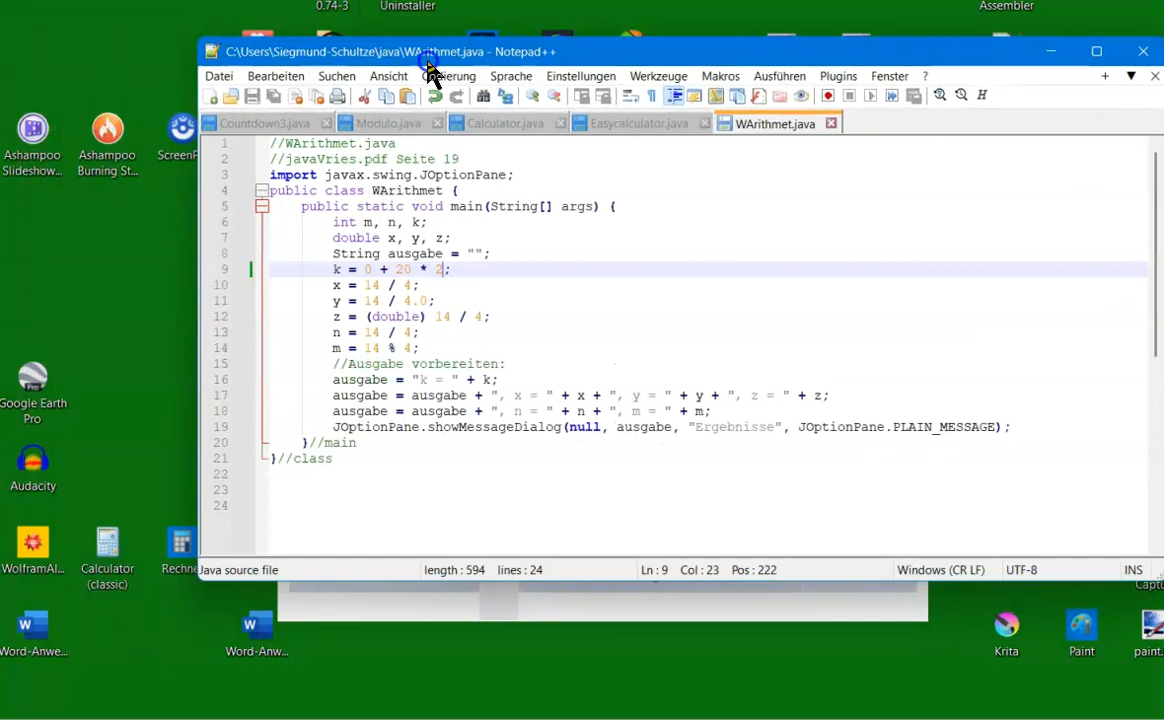 0.74-3
Uninstaller
Assembler
C:\Users\Siegmund-Schultze\java\WArithmet.java - Notepad++
Datei Bearbeiten Suchen Ansicht Sprache Einstellungen Werkzeuge Makros Ausführen Plugins Fenster ?
Countdown3.java Modulo.java Calculator.java Easycalculator.java WArithmet.java
1 //WArithmet.java
2 //javaVries.pdf Seite 19
3 import javax.swing.JOptionPane;
4 public class WArithmet {
5 public static void main(String[] args) {
6 int m, n, k;
7 double x, y, z;
8 String ausgabe = "";
9 k = 0 + 20 * 2;
10 x = 14 / 4;
11 y = 14 / 4.0;
12 z = (double) 14 / 4;
13 n = 14 / 4;
14 m = 14 % 4;
15 //Ausgabe vorbereiten:
16 ausgabe = "k = " + k;
17 ausgabe = ausgabe + ", x = " + x + ", y = " + y + ", z = " + z;
18 ausgabe = ausgabe + ", n = " + n + ", m = " + m;
19 JOptionPane.showMessageDialog(null, ausgabe, "Ergebnisse", JOptionPane.PLAIN_MESSAGE);
20 }//main
21 }//class
22
23
24
Java source file length : 594 lines : 24 Ln : 9 Col : 23 Pos : 222 Windows (CR LF) UTF-8 INS
Ashampoo
Slideshow...
Ashampoo
Burning St...
ScreenP
Google Earth
Pro
Audacity
WolframAl...
Calculator
(classic)
Rechne
Word-Anwe...
Word-Anw...
Krita
Paint
paint.